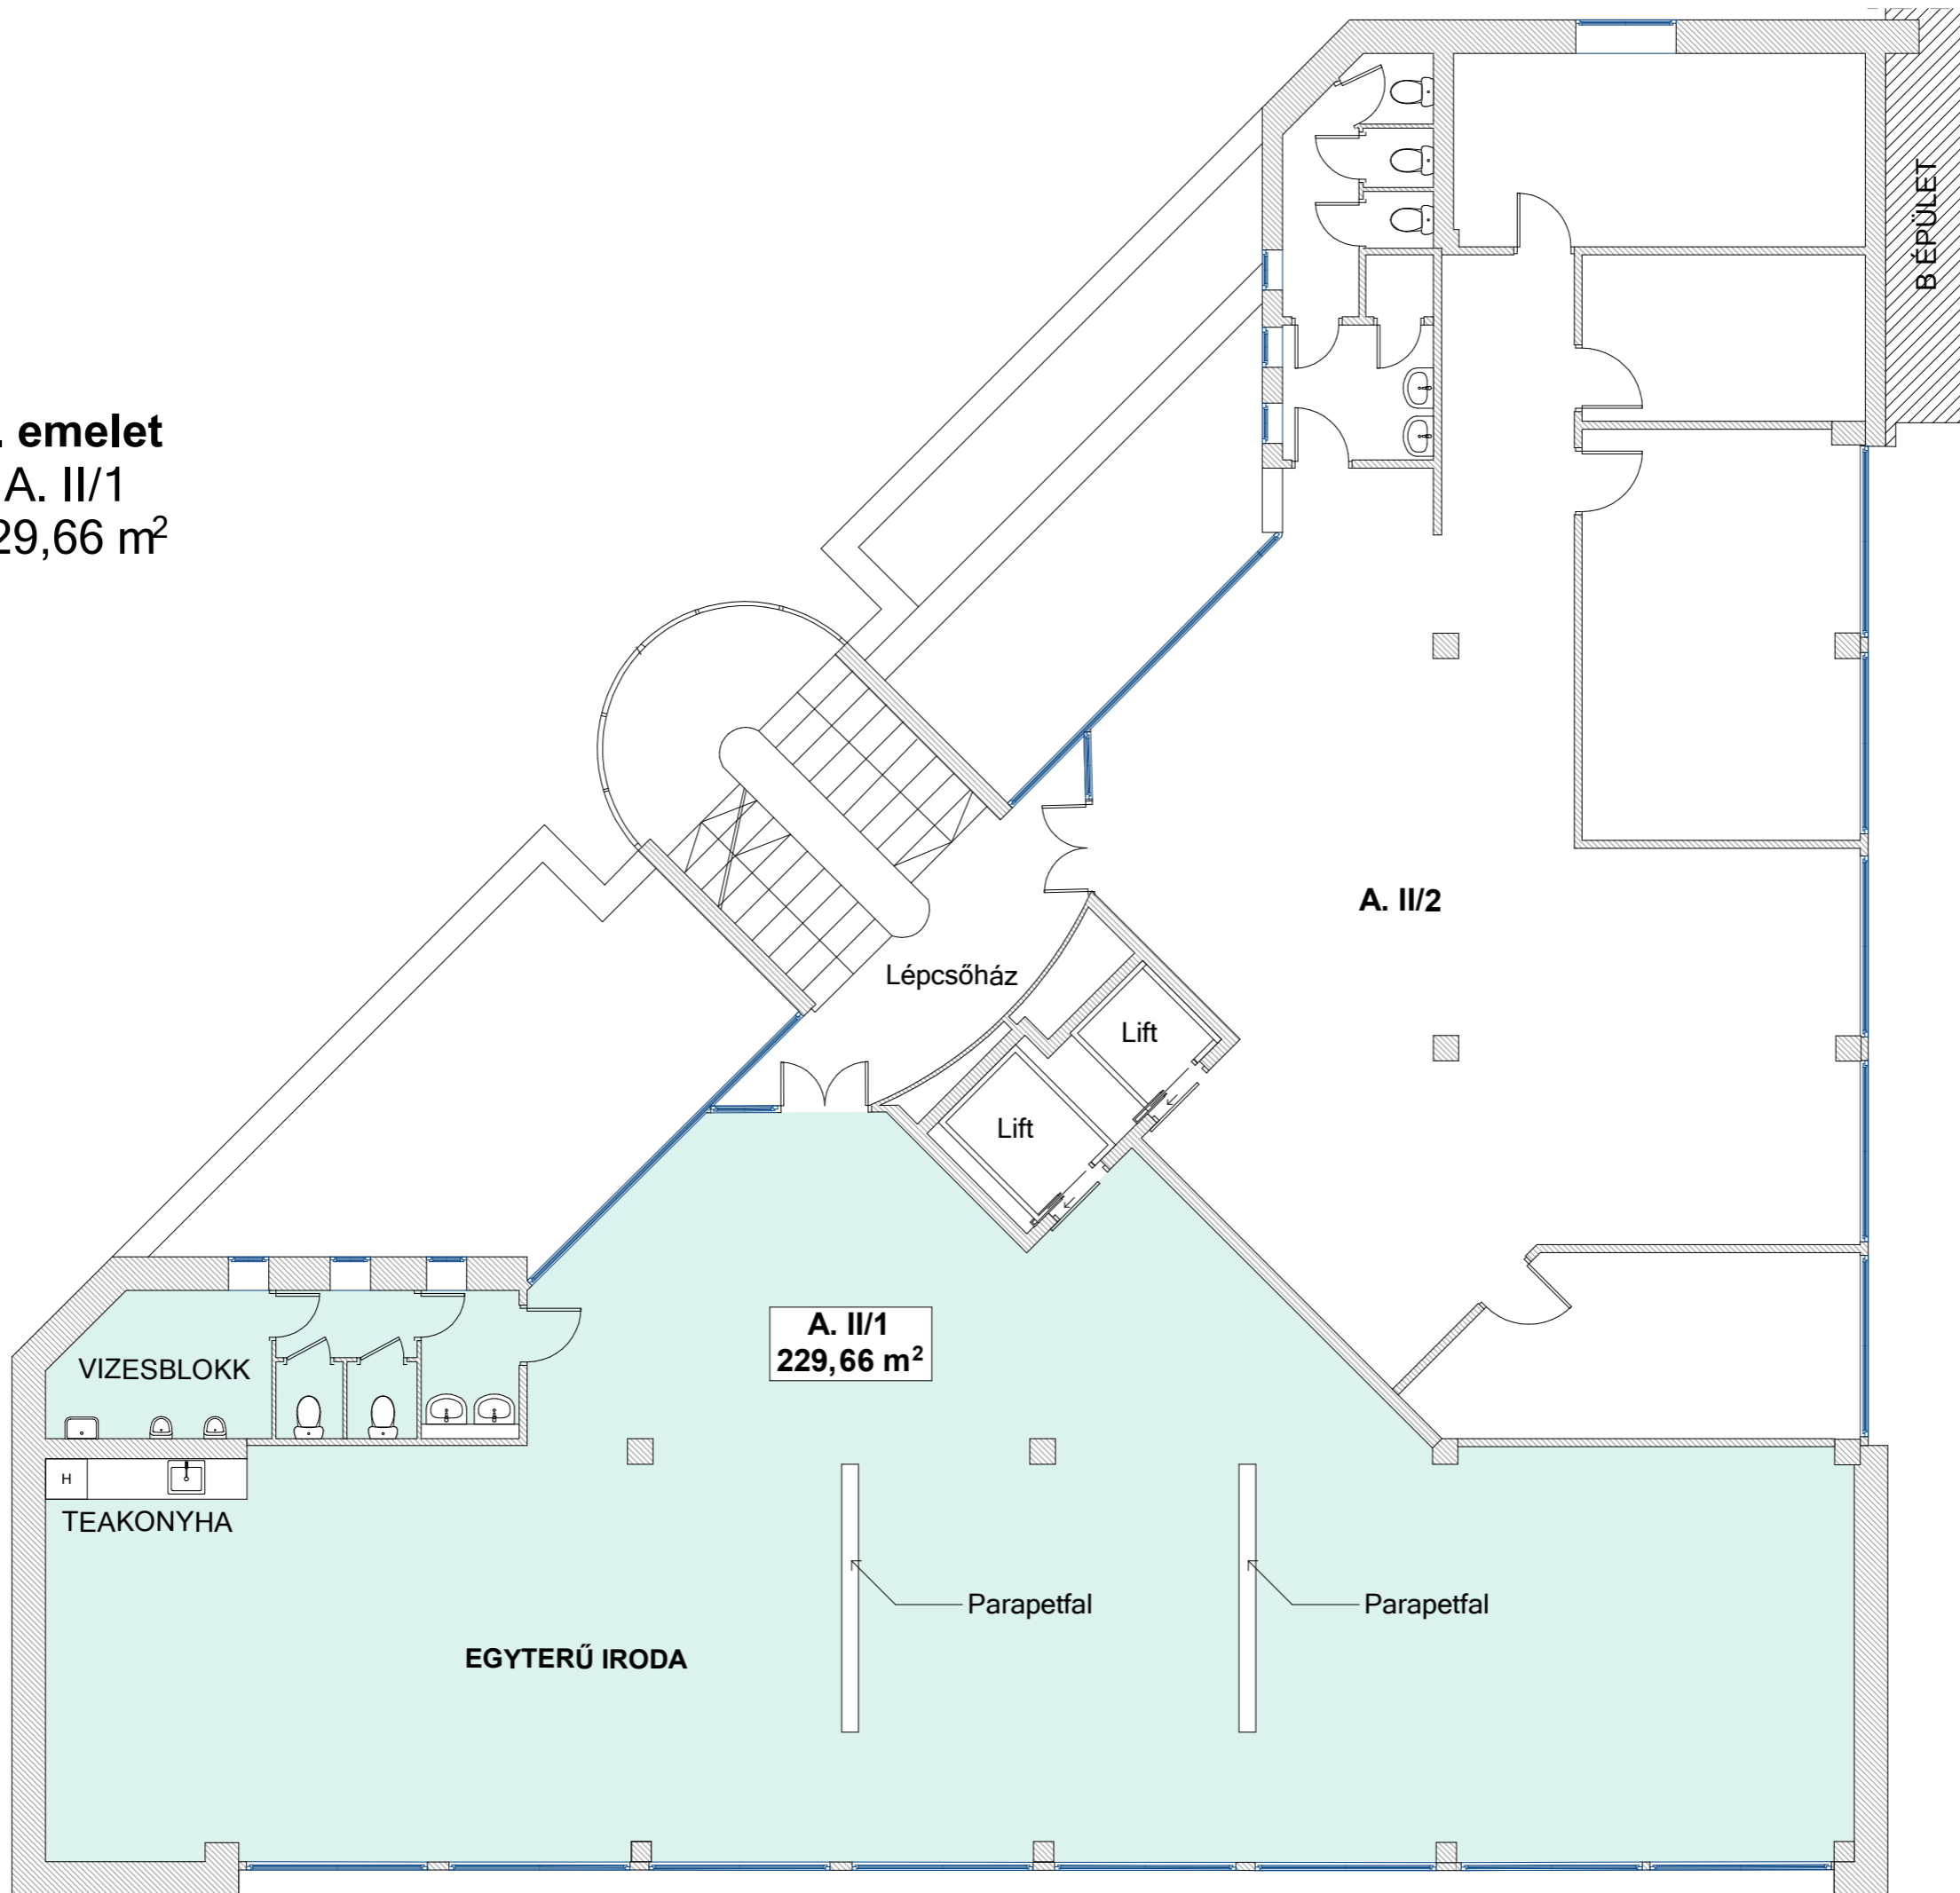 . emelet
A. II/1
29,66 m²
B ÉPÜLET
A. II/2
Lépcsőház
Lift
Lift
A. II/1
229,66 m²
VIZESBLOKK
H
TEAKONYHA
Parapetfal
Parapetfal
EGYTERŰ IRODA